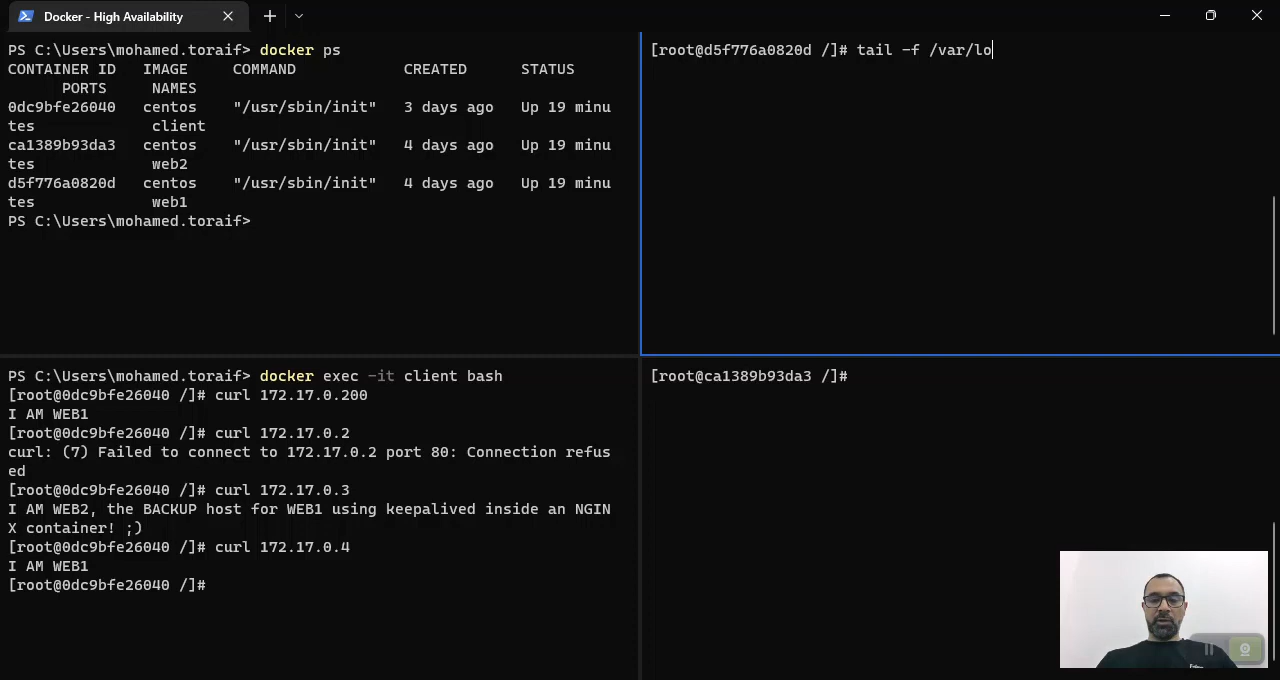 Docker - High Availability
PS C:\Users\mohamed.toraif> docker ps
CONTAINER ID   IMAGE     COMMAND            CREATED      STATUS
      PORTS     NAMES
0dc9bfe26040   centos    "/usr/sbin/init"   3 days ago   Up 19 minu
tes             client
ca1389b93da3   centos    "/usr/sbin/init"   4 days ago   Up 19 minu
tes             web2
d5f776a0820d   centos    "/usr/sbin/init"   4 days ago   Up 19 minu
tes             web1
PS C:\Users\mohamed.toraif>
[root@d5f776a0820d /]# tail -f /var/lo
PS C:\Users\mohamed.toraif> docker exec -it client bash
[root@0dc9bfe26040 /]# curl 172.17.0.200
I AM WEB1
[root@0dc9bfe26040 /]# curl 172.17.0.2
curl: (7) Failed to connect to 172.17.0.2 port 80: Connection refus
ed
[root@0dc9bfe26040 /]# curl 172.17.0.3
I AM WEB2, the BACKUP host for WEB1 using keepalived inside an NGIN
X container! ;)
[root@0dc9bfe26040 /]# curl 172.17.0.4
I AM WEB1
[root@0dc9bfe26040 /]#
[root@ca1389b93da3 /]#